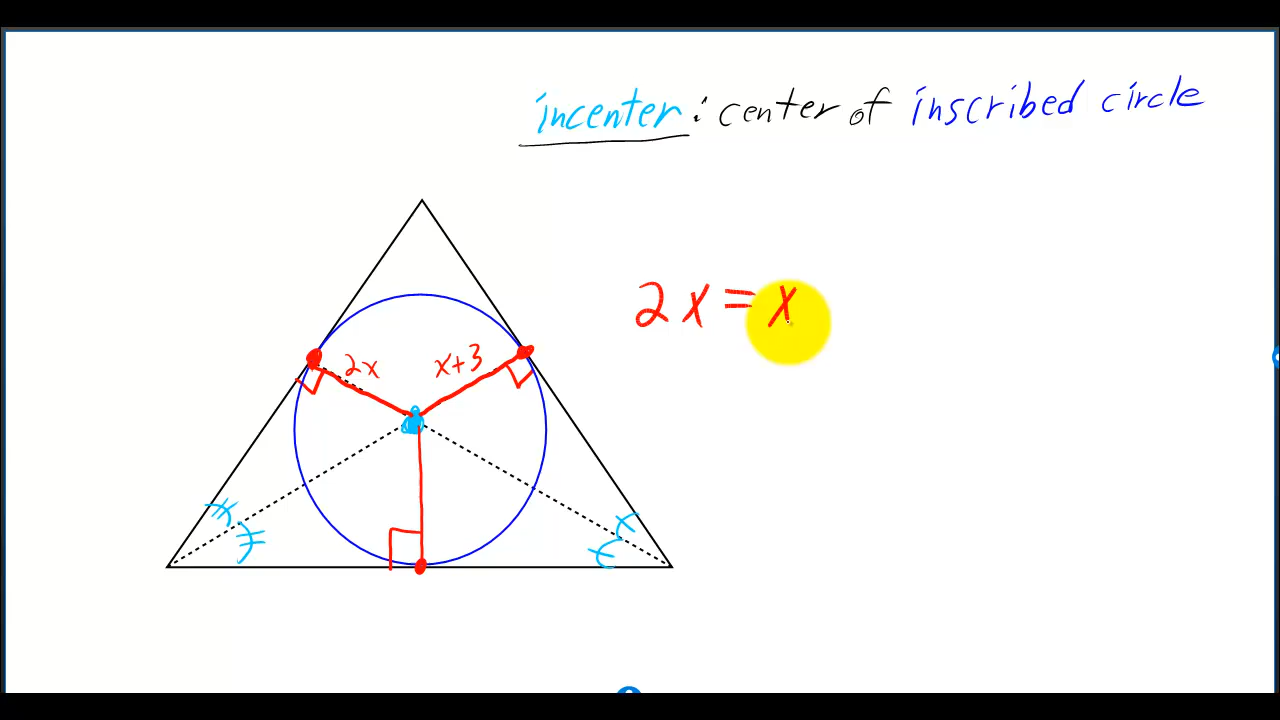 incenter: center of inscribed circle
2x = x
2x
x+3